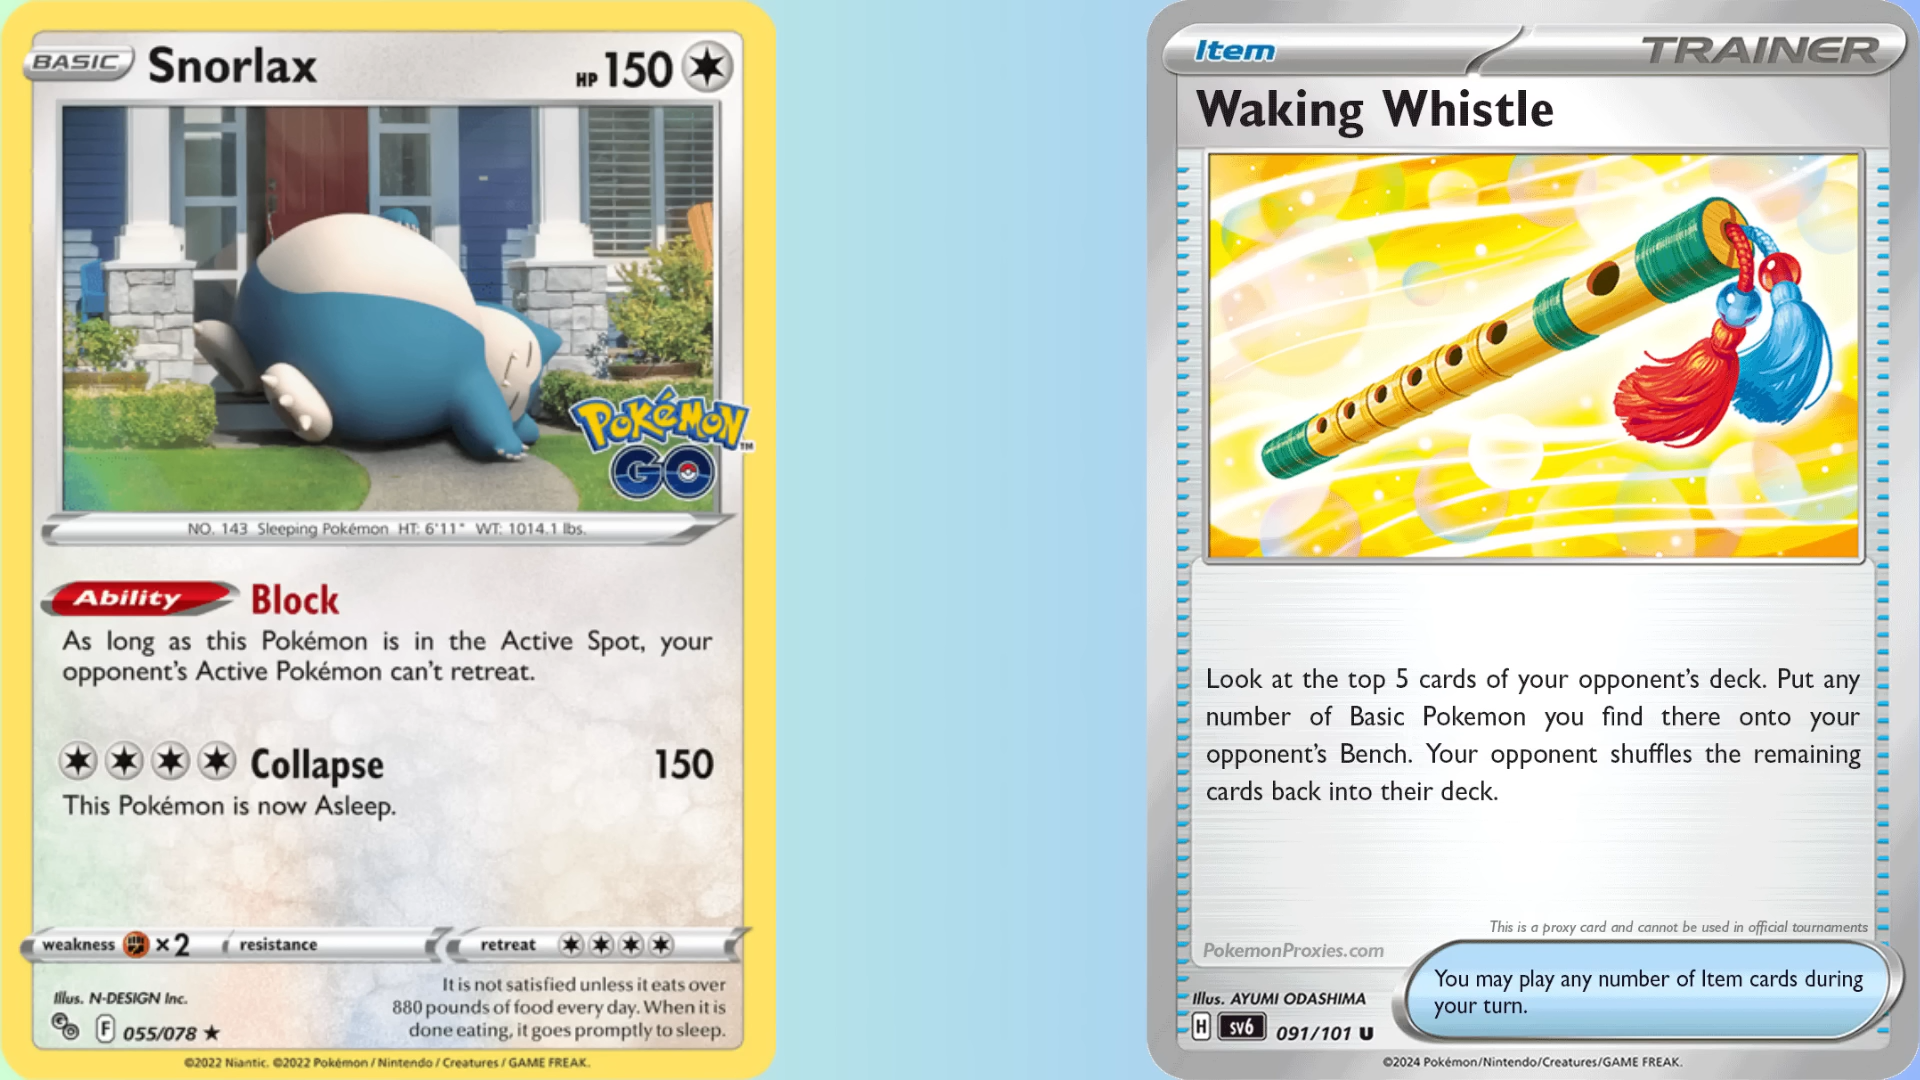 BASIC Snorlax HP 150
POKéMON™
GO
NO. 143 Sleeping Pokémon HT: 6'11" WT: 1014.1 lbs.
Ability Block
As long as this Pokémon is in the Active Spot, your
opponent's Active Pokémon can't retreat.
Collapse 150
This Pokémon is now Asleep.
weakness ×2 resistance retreat
It is not satisfied unless it eats over
880 pounds of food every day. When it is
done eating, it goes promptly to sleep.
Illus. N-DESIGN Inc.
F 055/078 ★
©2022 Niantic. ©2022 Pokémon / Nintendo / Creatures / GAME FREAK.
Item TRAINER
Waking Whistle
Look at the top 5 cards of your opponent's deck. Put any
number of Basic Pokemon you find there onto your
opponent's Bench. Your opponent shuffles the remaining
cards back into their deck.
This is a proxy card and cannot be used in official tournaments
PokemonProxies.com
You may play any number of Item cards during
your turn.
Illus. AYUMI ODASHIMA
H SV6 091/101 U
©2024 Pokémon/Nintendo/Creatures/GAME FREAK.